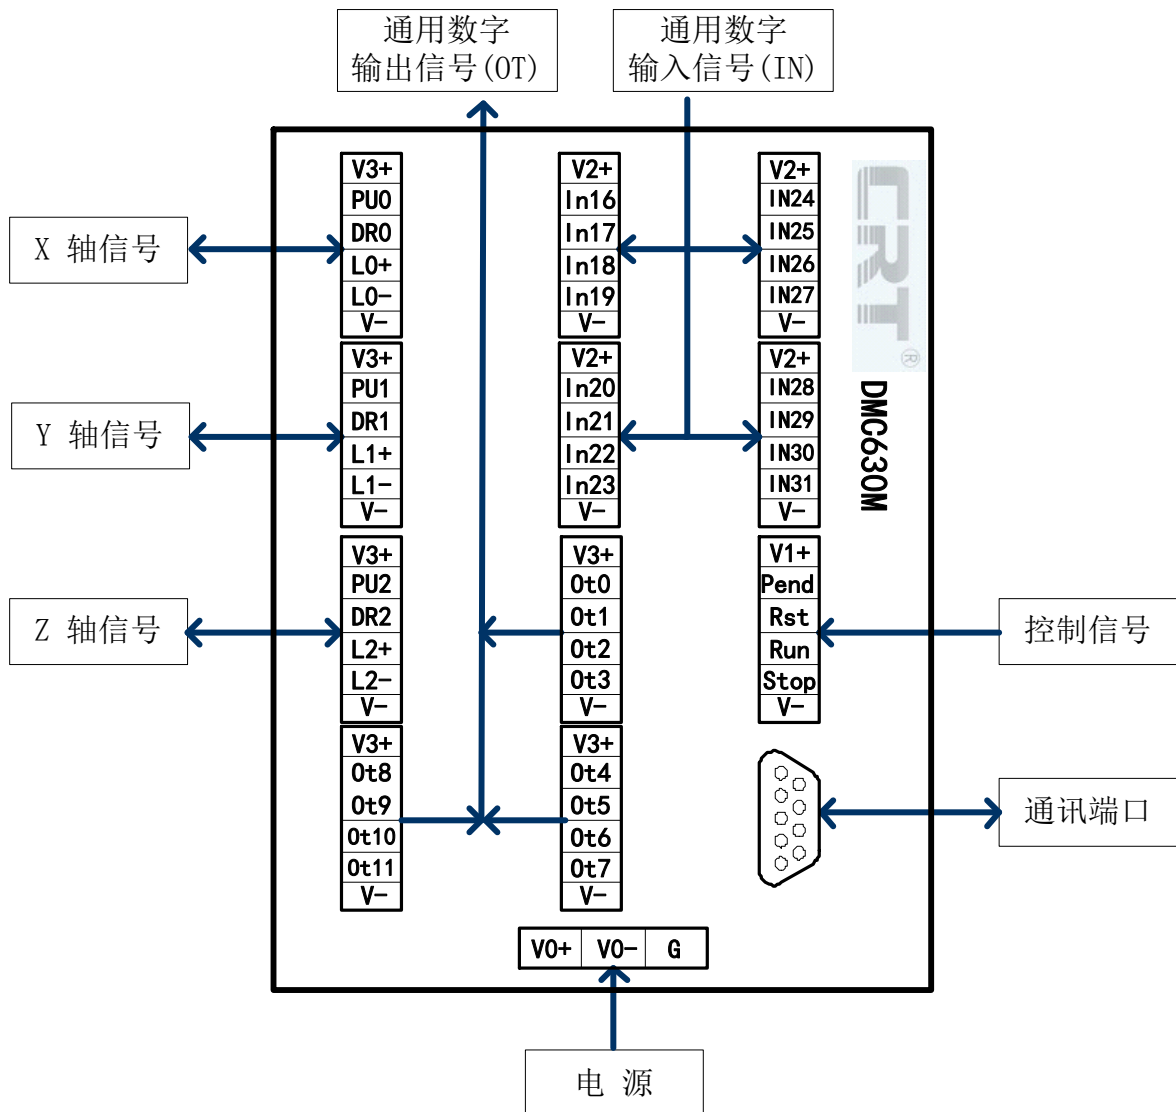 通用数字
输出信号(OT)
通用数字
输入信号(IN)
V3+
PU0
DR0
L0+
L0-
V-
V3+
PU1
DR1
L1+
L1-
V-
V3+
PU2
DR2
L2+
L2-
V-
V3+
Ot8
Ot9
Ot10
Ot11
V-
V2+
In16
In17
In18
In19
V-
V2+
In20
In21
In22
In23
V-
V3+
Ot0
Ot1
Ot2
Ot3
V-
V3+
Ot4
Ot5
Ot6
Ot7
V-
V2+
IN24
IN25
IN26
IN27
V-
V2+
IN28
IN29
IN30
IN31
V-
V1+
Pend
Rst
Run
Stop
V-
CRT®
DMC630M
X 轴信号
Y 轴信号
Z 轴信号
控制信号
通讯端口
V0+ V0- G
电 源